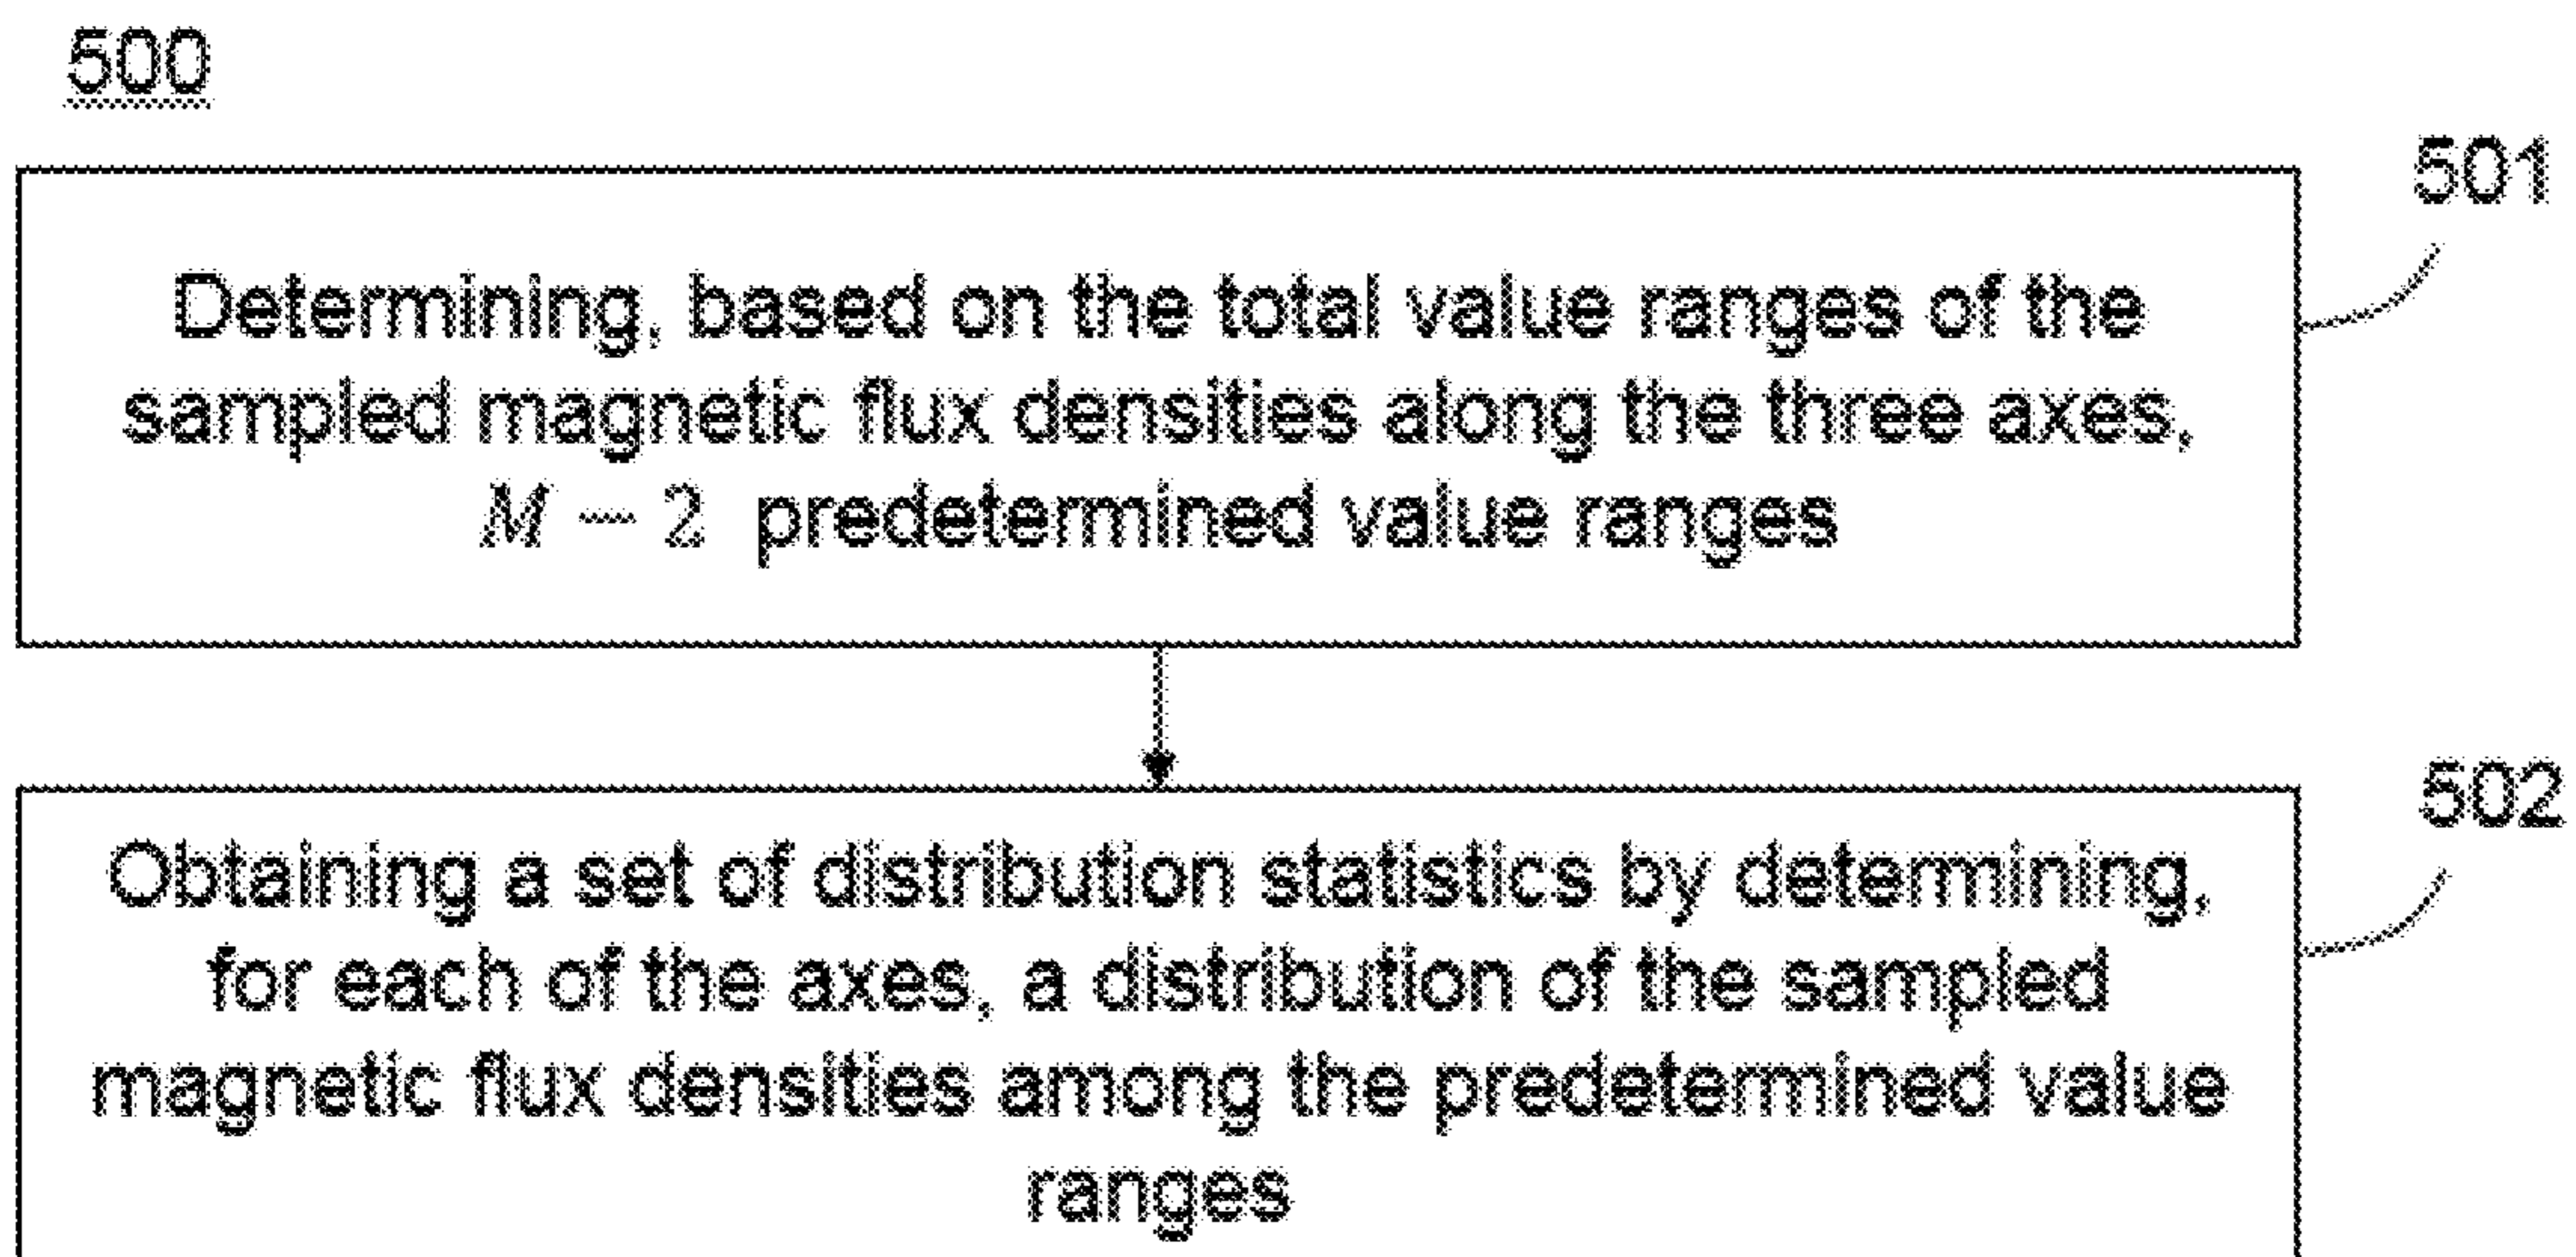 500
501
Determining, based on the total value ranges of the
sampled magnetic flux densities along the three axes,
M – 2 predetermined value ranges
502
Obtaining a set of distribution statistics by determining,
for each of the axes, a distribution of the sampled
magnetic flux densities among the predetermined value
ranges